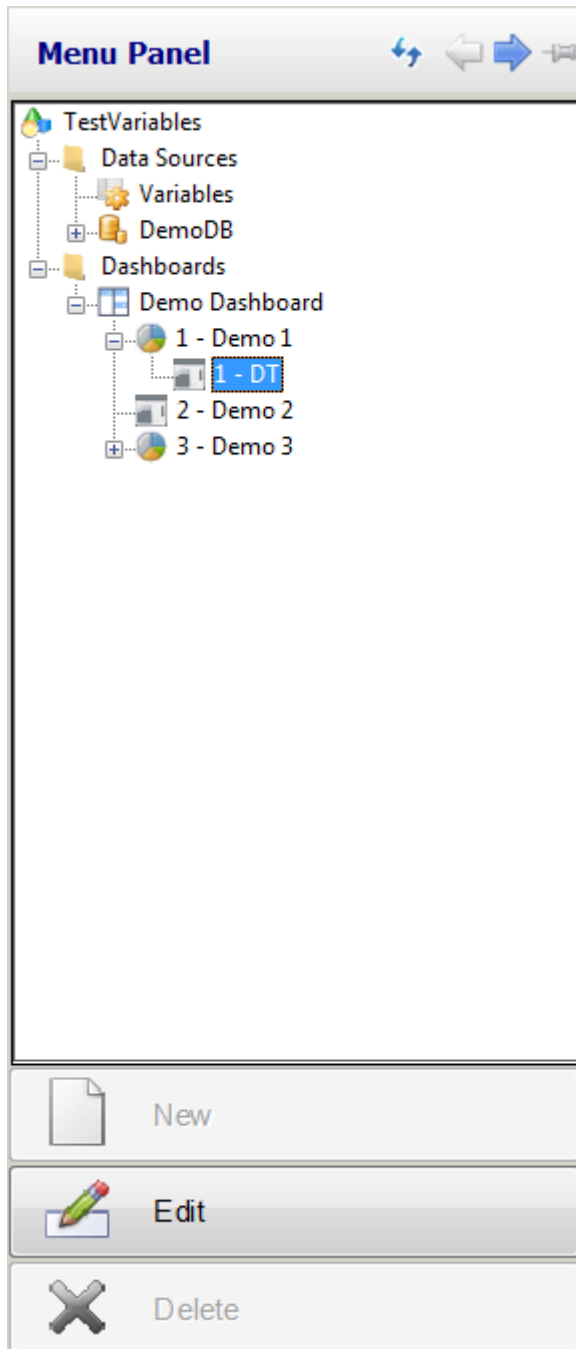 Menu Panel
TestVariables
Data Sources
Variables
DemoDB
Dashboards
Demo Dashboard
1 - Demo 1
1 - DT
2 - Demo 2
3 - Demo 3
New
Edit
Delete